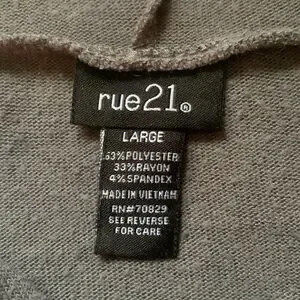 rue21®
LARGE
63%POLYESTER
33%RAYON
4%SPANDEX
MADE IN VIETNAM
RN#70829
SEE REVERSE
FOR CARE